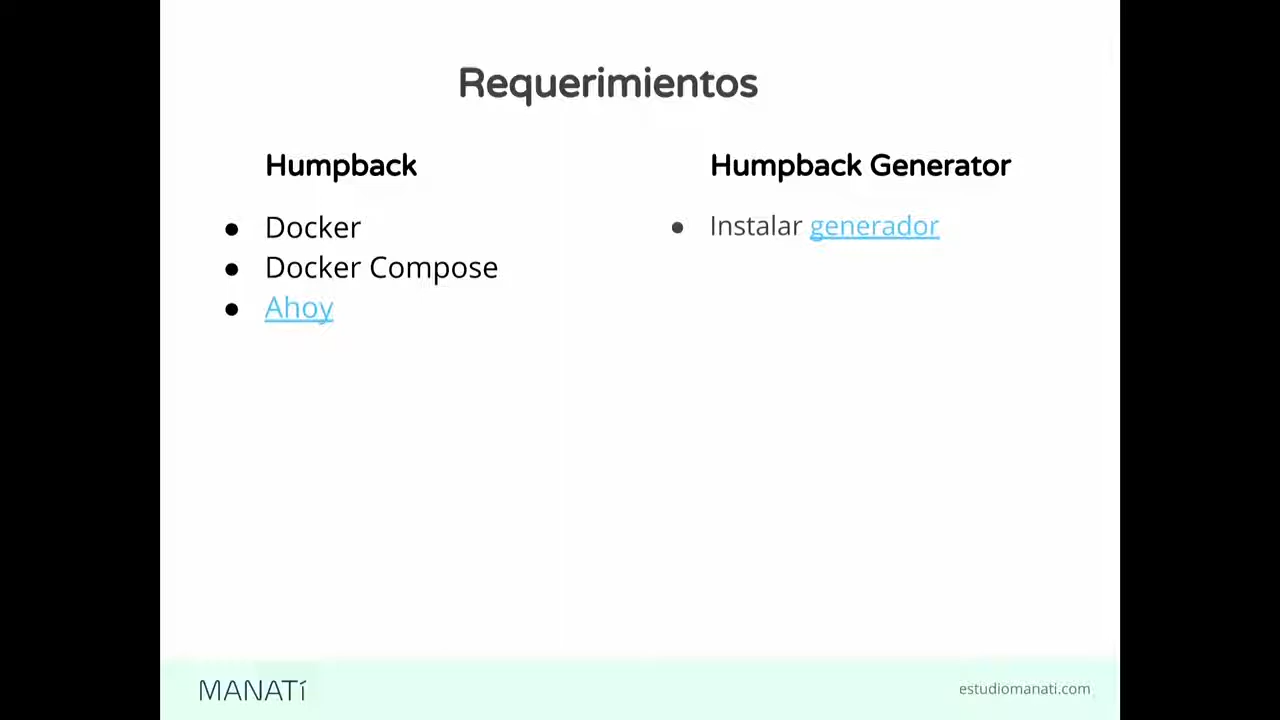 Requerimientos
Humpback
Docker
Docker Compose
Ahoy
Humpback Generator
Instalar generador
MANATí
estudiomanati.com